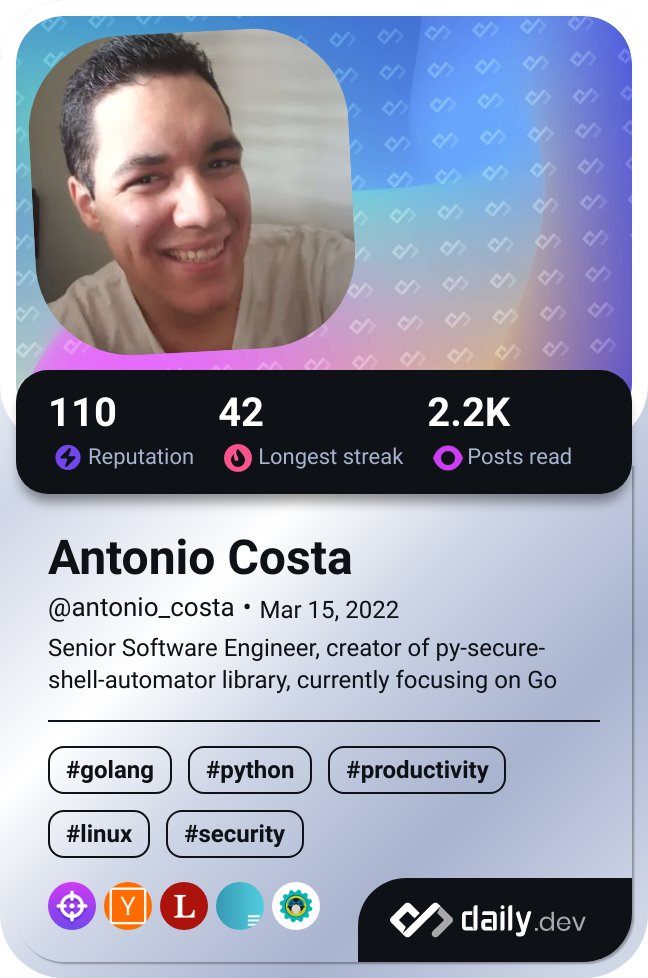 110 42 2.2K
Reputation Longest streak Posts read
Antonio Costa
@antonio_costa • Mar 15, 2022
Senior Software Engineer, creator of py-secure-
shell-automator library, currently focusing on Go
#golang #python #productivity
#linux #security
Y L
daily.dev